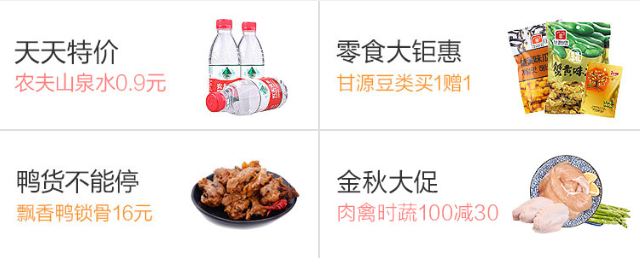 天天特价
农夫山泉水0.9元
零食大钜惠
甘源豆类买1赠1
鸭货不能停
飘香鸭锁骨16元
金秋大促
肉禽时蔬100减30